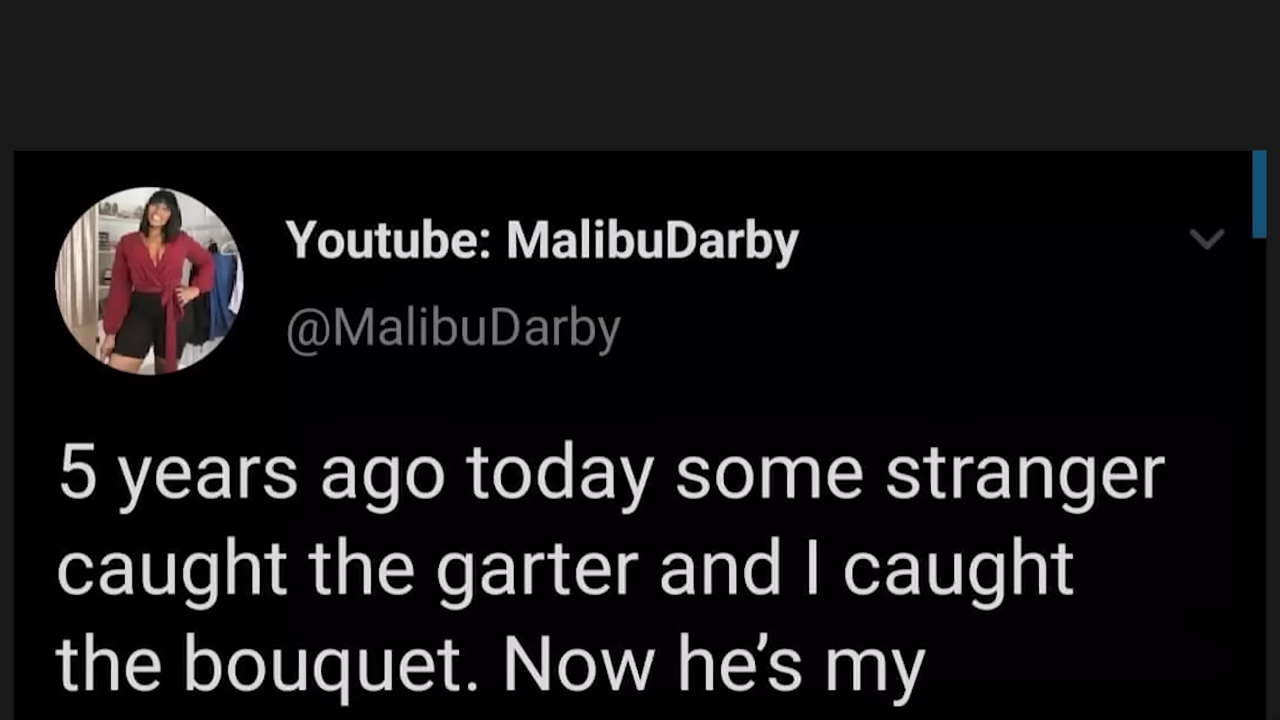 Youtube: MalibuDarby
@MalibuDarby
5 years ago today some stranger
caught the garter and I caught
the bouquet. Now he’s my